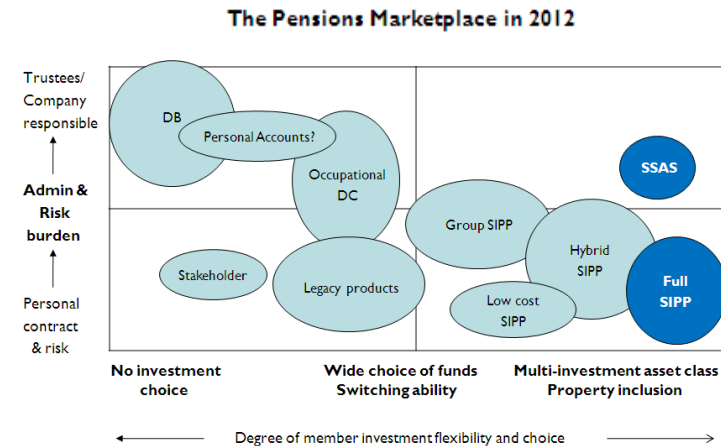 The Pensions Marketplace in 2012
Trustees/
Company
responsible
Admin &
Risk
burden
Personal
contract
& risk
DB
Personal Accounts?
Occupational
DC
SSAS
Group SIPP
Hybrid
SIPP
Full
SIPP
Stakeholder
Legacy products
Low cost
SIPP
No investment
choice
Wide choice of funds
Switching ability
Multi-investment asset class
Property inclusion
Degree of member investment flexibility and choice